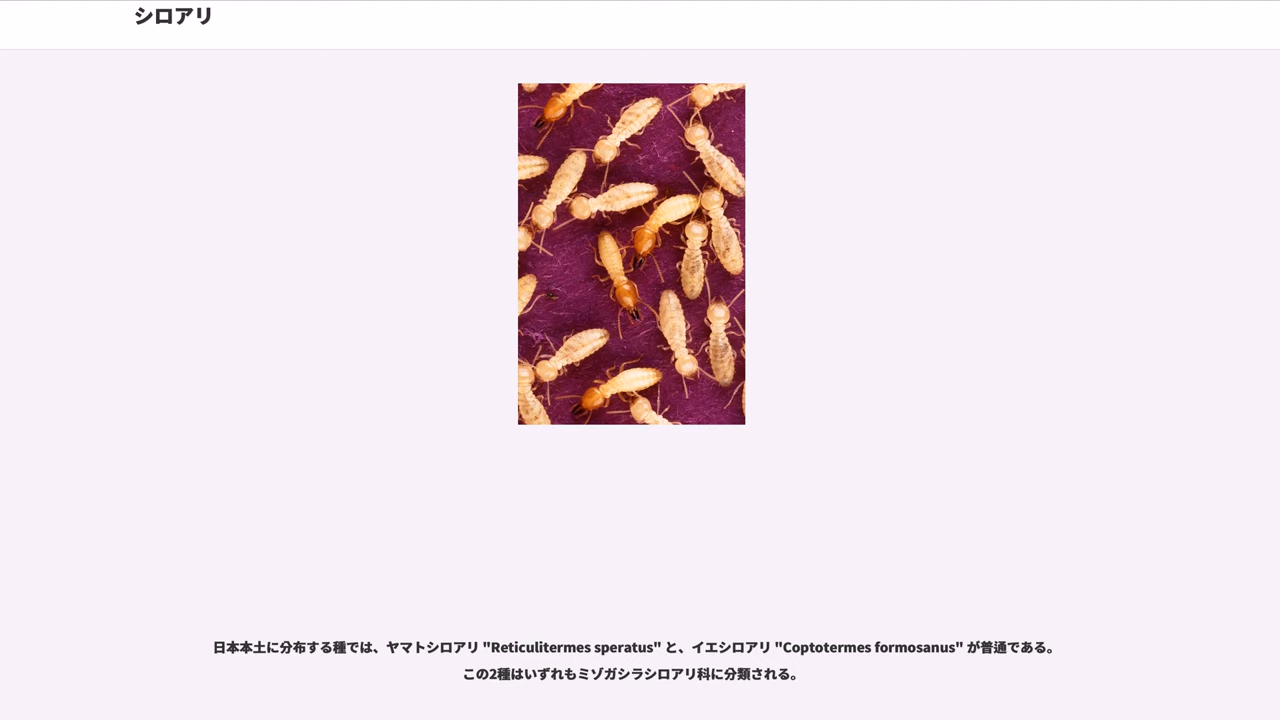 シロアリ
日本本土に分布する種では、ヤマトシロアリ "Reticulitermes speratus" と、イエシロアリ "Coptotermes formosanus" が普通である。
この2種はいずれもミゾガシラシロアリ科に分類される。